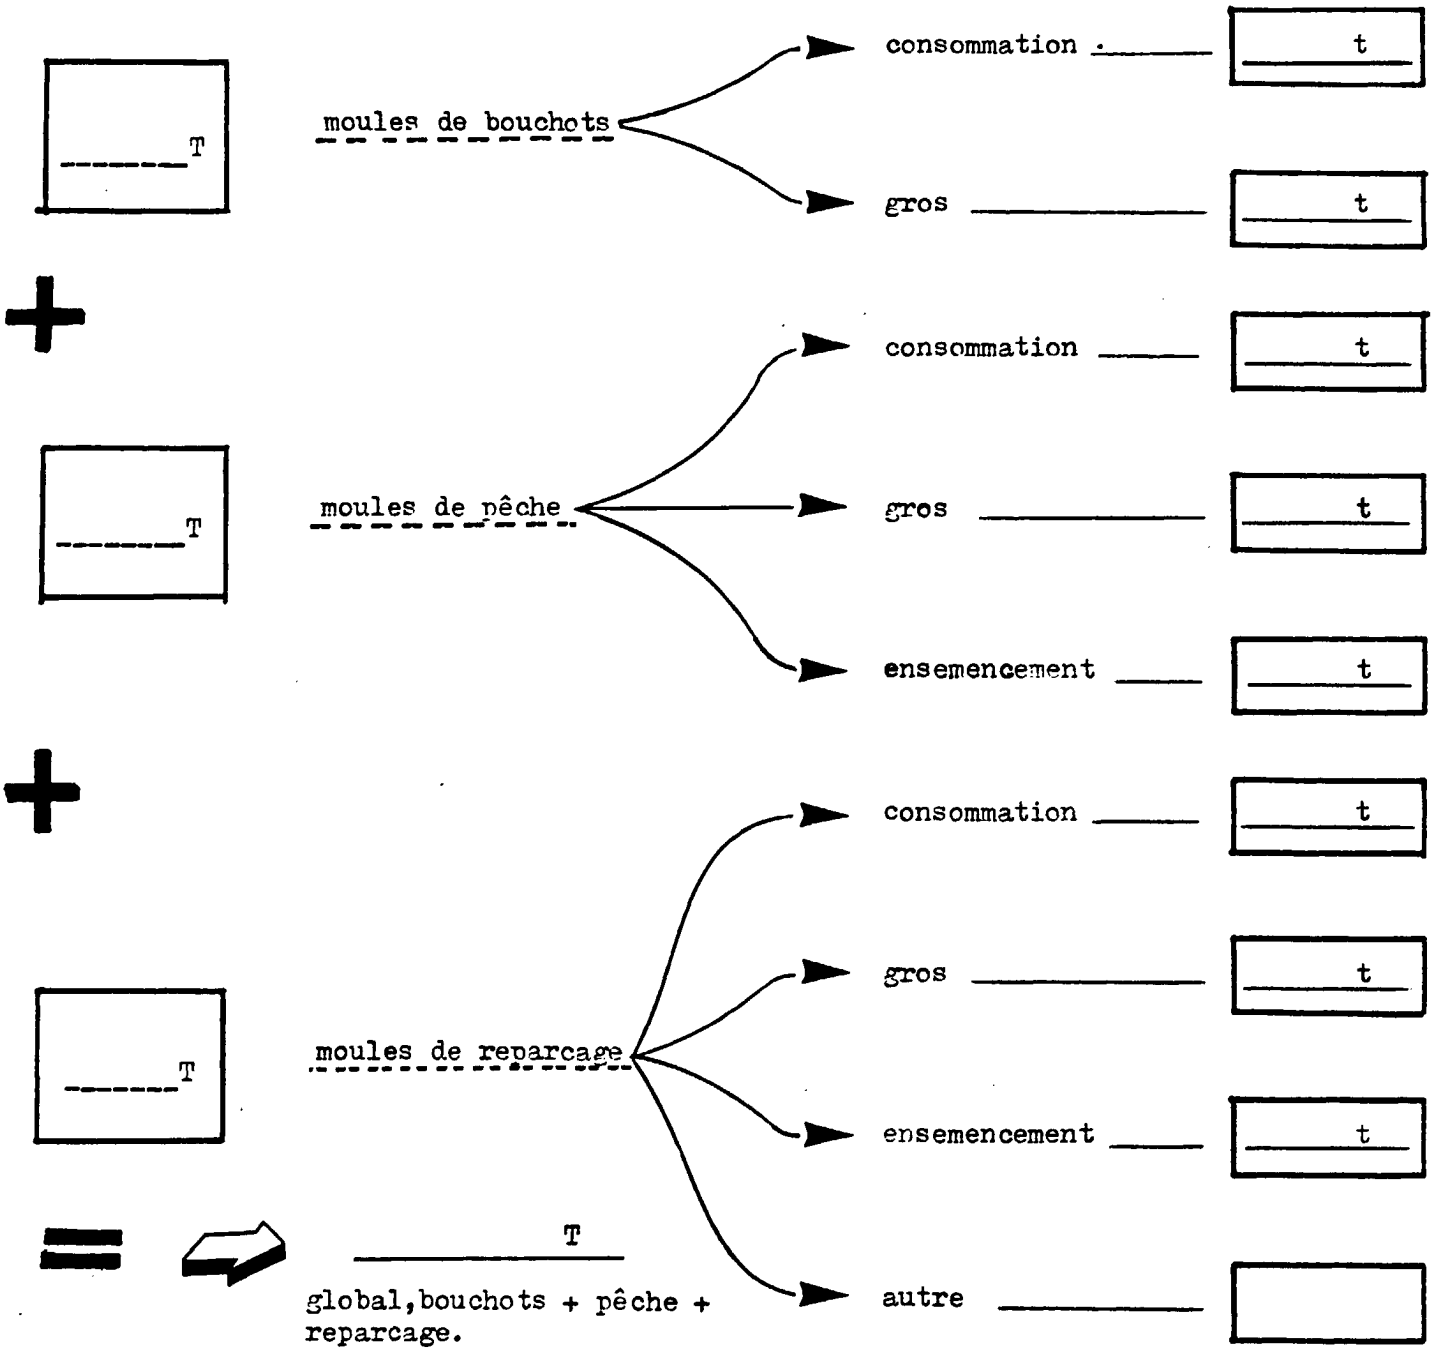 consommation t
T moules de bouchots
gros t
+
consommation t
T moules de pêche gros t
ensemencement t
+
consommation t
gros t
T moules de reparcage
ensemencement t
= T
global,bouchots + pêche +
reparcage.
autre